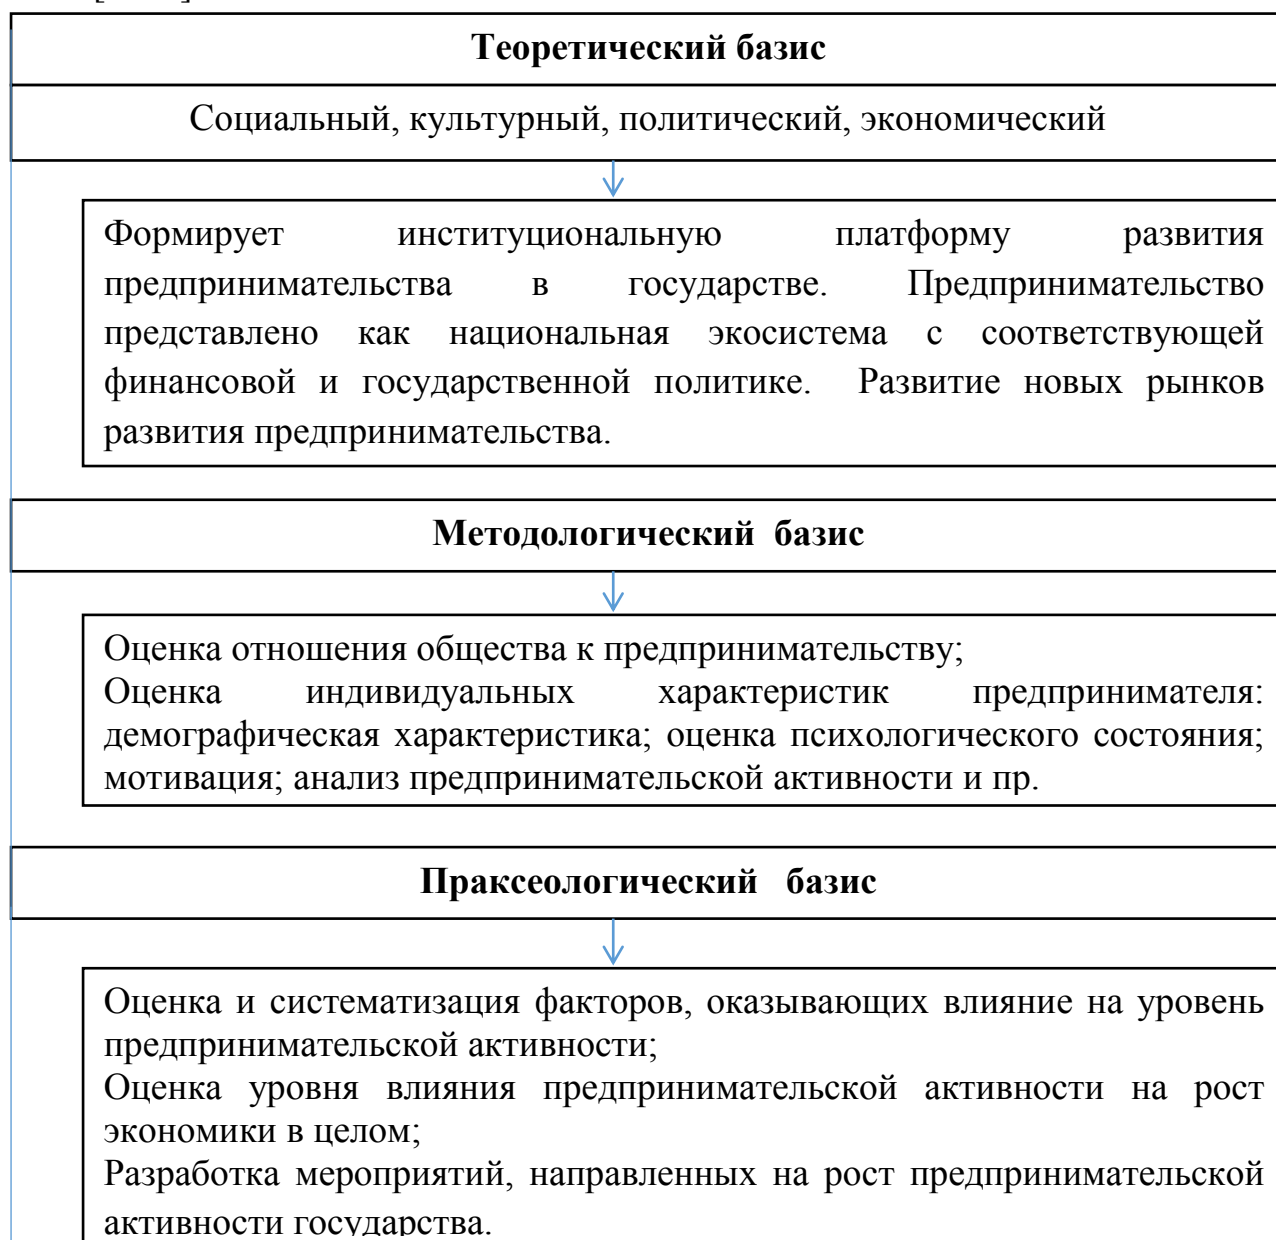 Теоретический базис
Социальный, культурный, политический, экономический
Формирует институциональную платформу развития
предпринимательства в государстве. Предпринимательство
представлено как национальная экосистема с соответствующей
финансовой и государственной политике. Развитие новых рынков
развития предпринимательства.
Методологический базис
Оценка отношения общества к предпринимательству;
Оценка индивидуальных характеристик предпринимателя:
демографическая характеристика; оценка психологического состояния;
мотивация; анализ предпринимательской активности и пр.
Праксеологический базис
Оценка и систематизация факторов, оказывающих влияние на уровень
предпринимательской активности;
Оценка уровня влияния предпринимательской активности на рост
экономики в целом;
Разработка мероприятий, направленных на рост предпринимательской
активности государства.